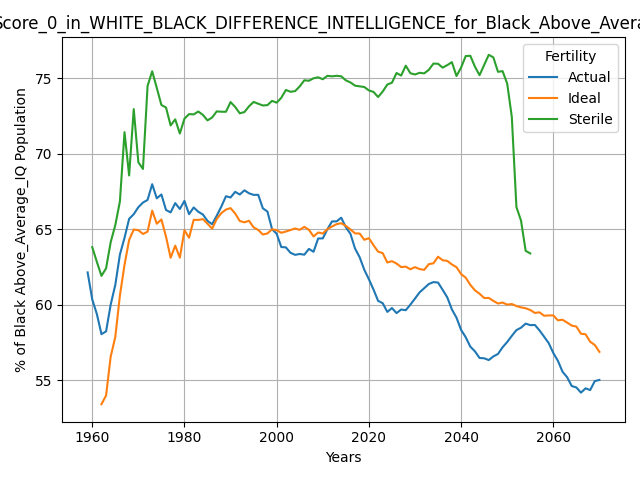 Score_0_in_WHITE_BLACK_DIFFERENCE_INTELLIGENCE_for_Black_Above_Avera
% of Black Above_Average_IQ Population
75
70
65
60
55
1960 1980 2000 2020 2040 2060
Years
Fertility
Actual
Ideal
Sterile